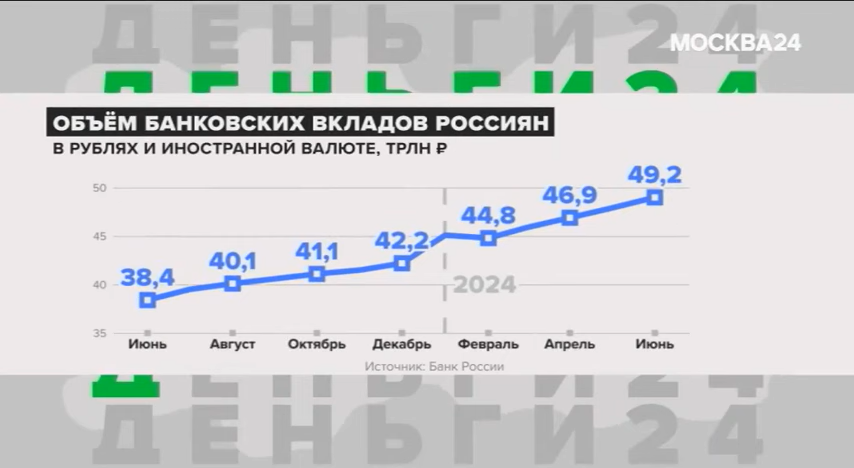 ДЕНЬГИ24
МОСКВА24
ДЕНЬГИ24
ОБЪЁМ БАНКОВСКИХ ВКЛАДОВ РОССИЯН
В РУБЛЯХ И ИНОСТРАННОЙ ВАЛЮТЕ, ТРЛН ₽
50
45
40
35
38,4
40,1
41,1
42,2
44,8
46,9
49,2
2024
Июнь Август Октябрь Декабрь Февраль Апрель Июнь
Источник: Банк России
ДЕНЬГИ24
ДЕНЬГИ24